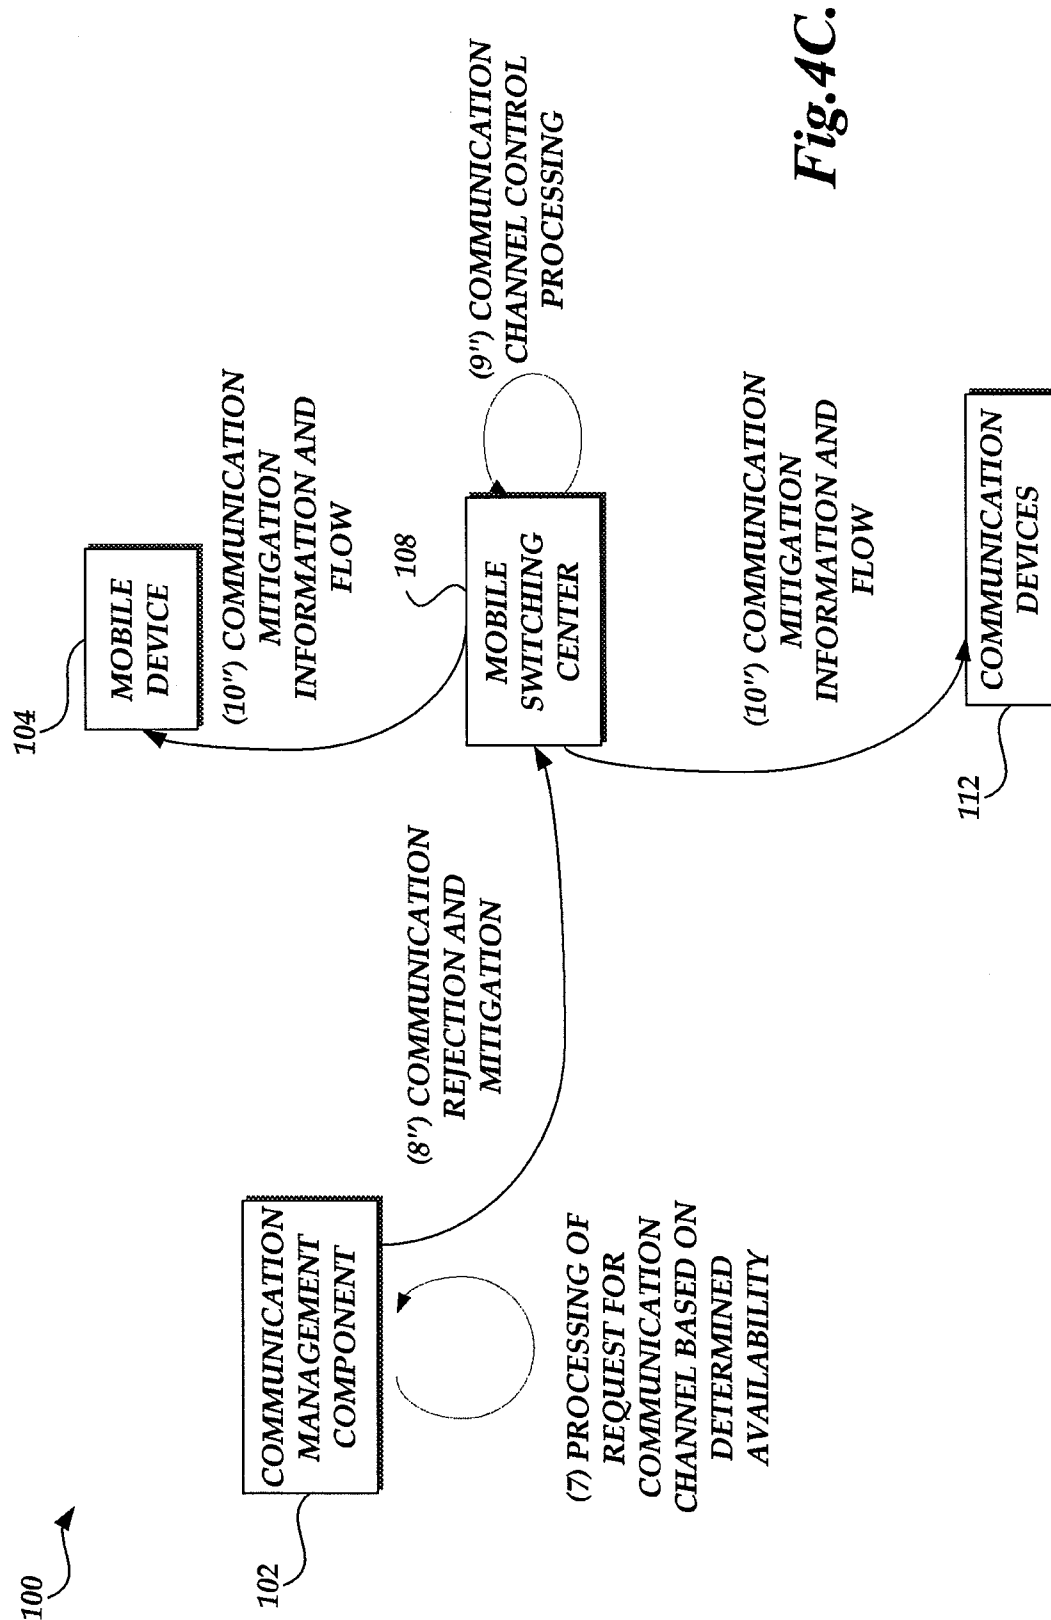 100
102
COMMUNICATION
MANAGEMENT
COMPONENT
(7) PROCESSING OF
REQUEST FOR
COMMUNICATION
CHANNEL BASED ON
DETERMINED
AVAILABILITY
(8") COMMUNICATION
REJECTION AND
MITIGATION
104
MOBILE
DEVICE
(10") COMMUNICATION
MITIGATION
INFORMATION AND
FLOW
108
MOBILE
SWITCHING
CENTER
(9") COMMUNICATION
CHANNEL CONTROL
PROCESSING
(10") COMMUNICATION
MITIGATION
INFORMATION AND
FLOW
112
COMMUNICATION
DEVICES
Fig.4C.